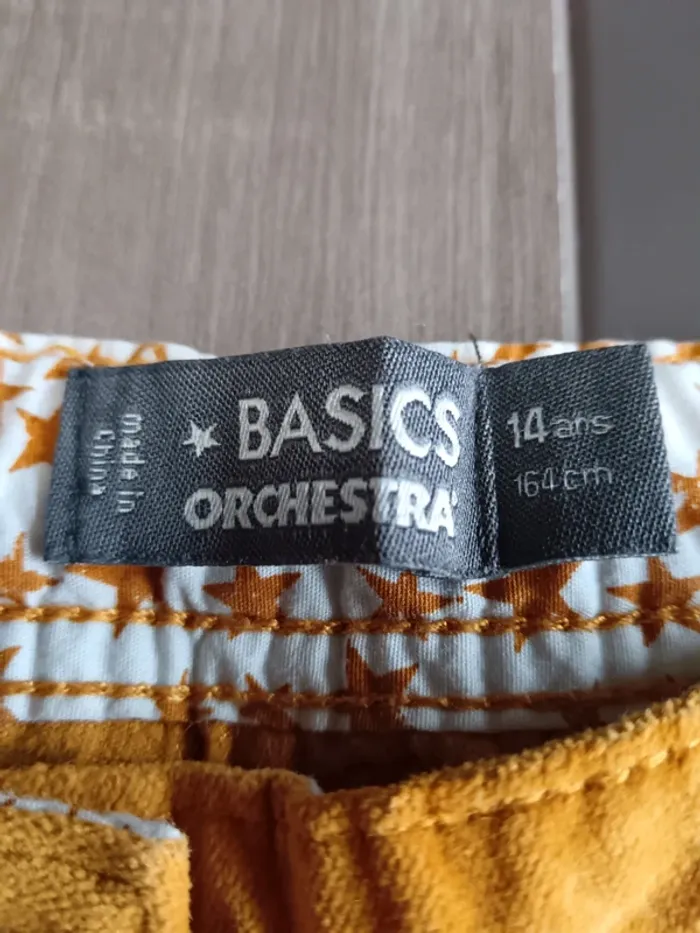 made in
China
BASICS
ORCHESTRA
14 ans
164 cm